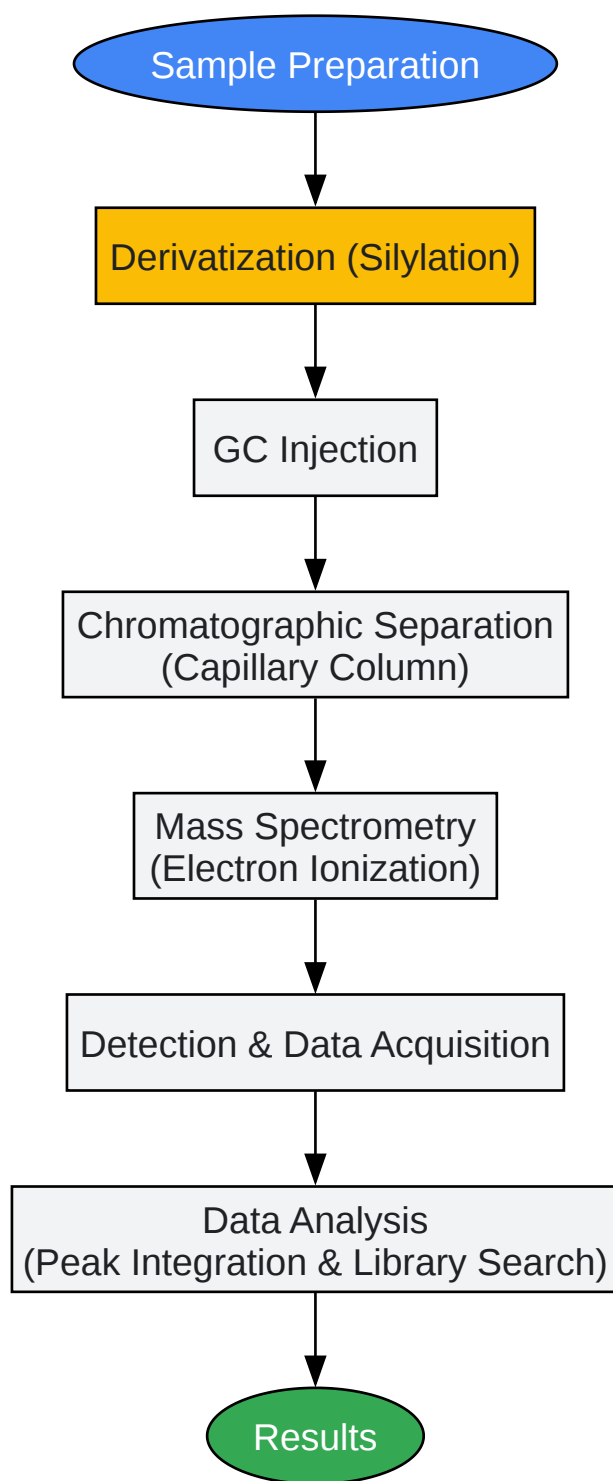 Sample Preparation
Derivatization (Silylation)
GC Injection
Chromatographic Separation
(Capillary Column)
Mass Spectrometry
(Electron Ionization)
Detection & Data Acquisition
Data Analysis
(Peak Integration & Library Search)
Results